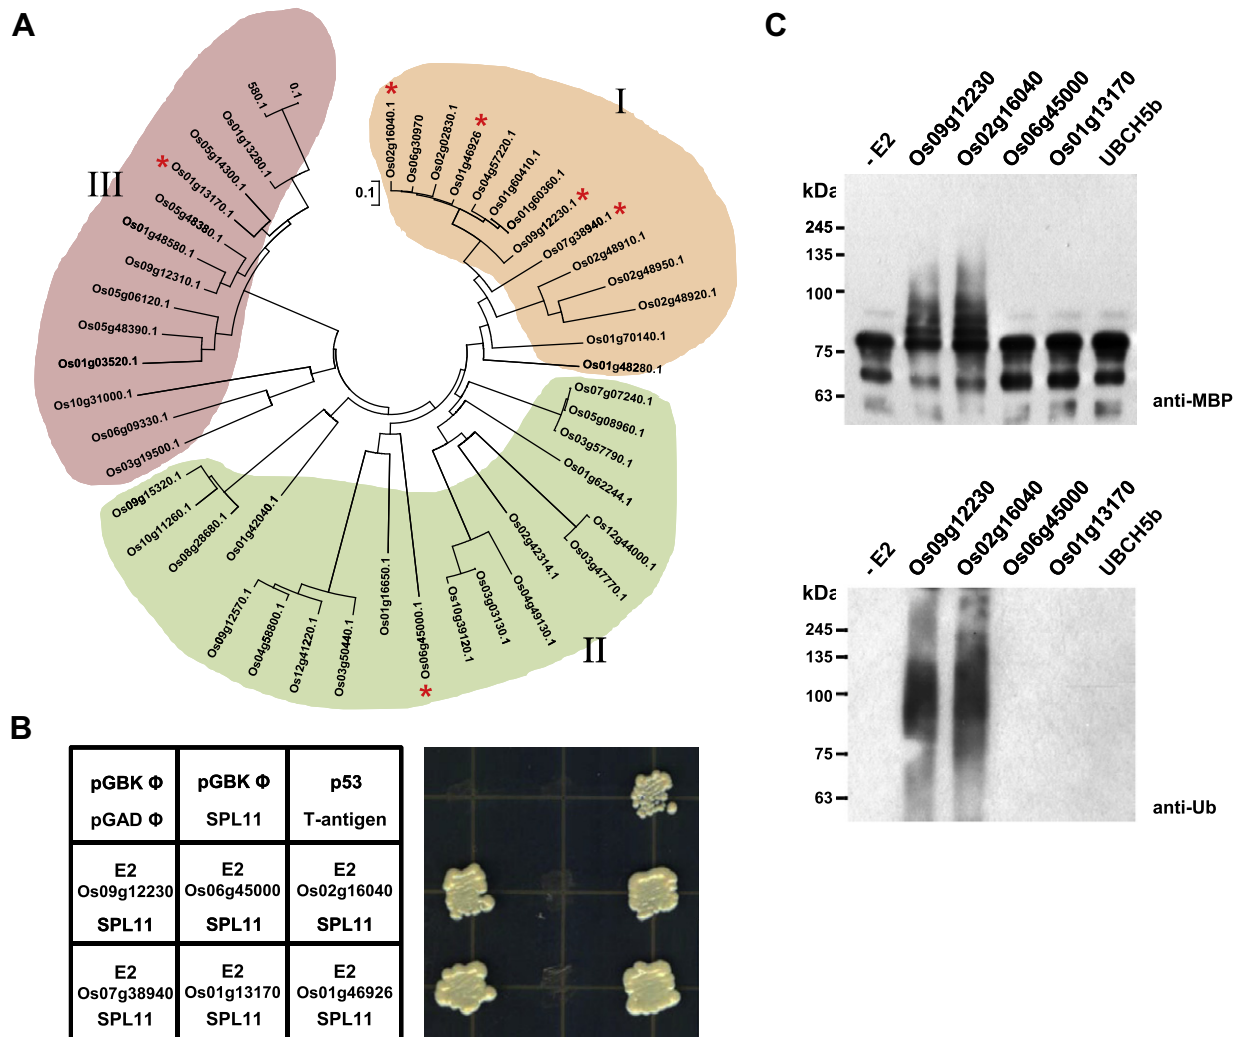 A
580.1
0.1
Os01g13280.1
Os05g14300.1
* Os01g13170.1
III
Os05g48380.1
Os01g48580.1
Os09g12310.1
Os05g06120.1
Os05g48390.1
Os01g03520.1
Os10g31000.1
Os06g09330.1
Os03g19500.1
I
* Os02g16040.1
Os06g30970
Os02g02830.1
* Os01g46926
Os04g57220.1
Os01g60410.1
Os01g60360.1
Os09g12230.1 *
Os07g38940.1 *
Os02g48910.1
Os02g48950.1
Os02g48920.1
Os01g70140.1
Os01g48280.1
0.1
Os07g07240.1
Os05g08960.1
Os03g57790.1
Os01g62244.1
Os12g44000.1
Os03g47770.1
Os02g42314.1
Os04g49130.1
Os03g03130.1
Os10g39120.1
Os06g45000.1 *
Os01g16650.1
Os03g50440.1
Os12g41220.1
Os04g58800.1
Os09g12570.1
Os01g42040.1
Os08g28680.1
Os10g11260.1
Os09g15320.1
II
B
pGBK Φ
pGAD Φ
pGBK Φ
SPL11
p53
T-antigen
E2
Os09g12230
SPL11
E2
Os06g45000
SPL11
E2
Os02g16040
SPL11
E2
Os07g38940
SPL11
E2
Os01g13170
SPL11
E2
Os01g46926
SPL11
C
- E2
Os09g12230
Os02g16040
Os06g45000
Os01g13170
UBCH5b
kDa
245
135
100
75
63
anti-MBP
- E2
Os09g12230
Os02g16040
Os06g45000
Os01g13170
UBCH5b
kDa
245
135
100
75
63
anti-Ub